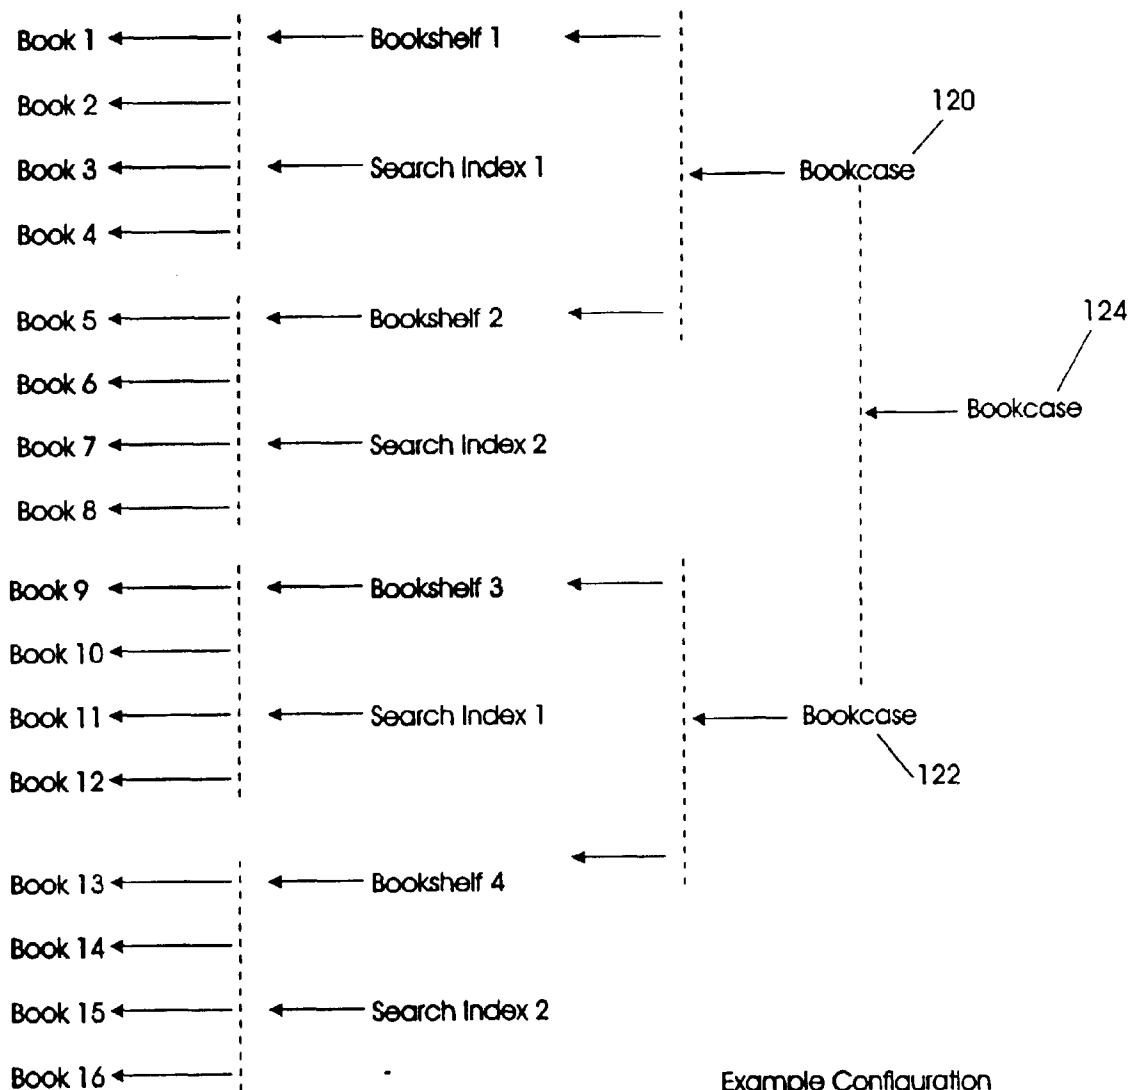 Book 1 Bookshelf 1
120
Book 2
Book 3 Search Index 1 Bookcase
Book 4
124
Book 5 Bookshelf 2
Book 6
Bookcase
Book 7 Search Index 2
Book 8
Book 9 Bookshelf 3
Book 10
Book 11 Search Index 1 Bookcase
122
Book 12
Book 13 Bookshelf 4
Book 14
Book 15 Search Index 2
Book 16 Example Configuration